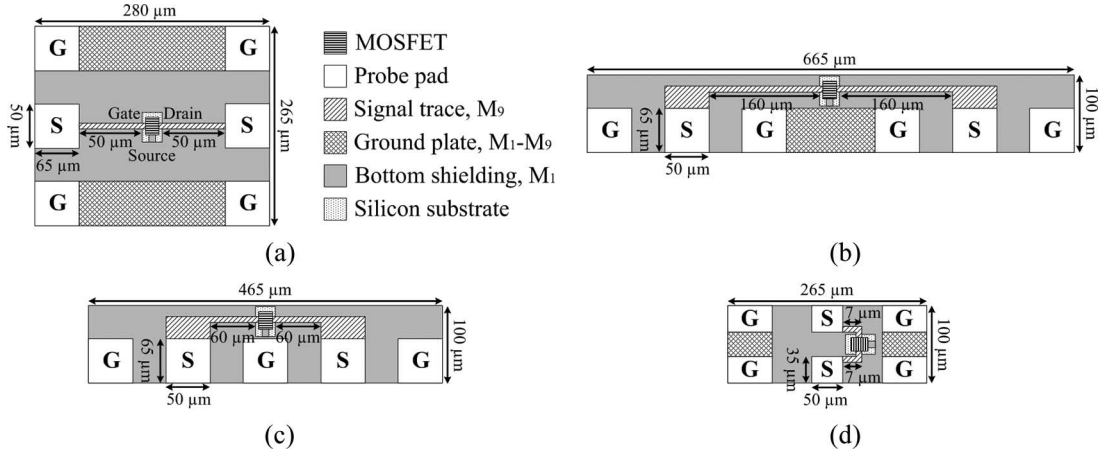 280 µm
G G
265 µm
50 µm
S Gate Drain S
50 µm 50 µm
Source
65 µm
G G
(a)
MOSFET
Probe pad
Signal trace, M9
Ground plate, M1-M9
Bottom shielding, M1
Silicon substrate
665 µm
100 µm
160 µm 160 µm
65 µm
G S G G S G
50 µm
(b)
465 µm
100 µm
60 µm 60 µm
65 µm
G S G S G
50 µm
(c)
265 µm
G S 7 µm G
100 µm
35 µm
G S 7 µm G
50 µm
(d)